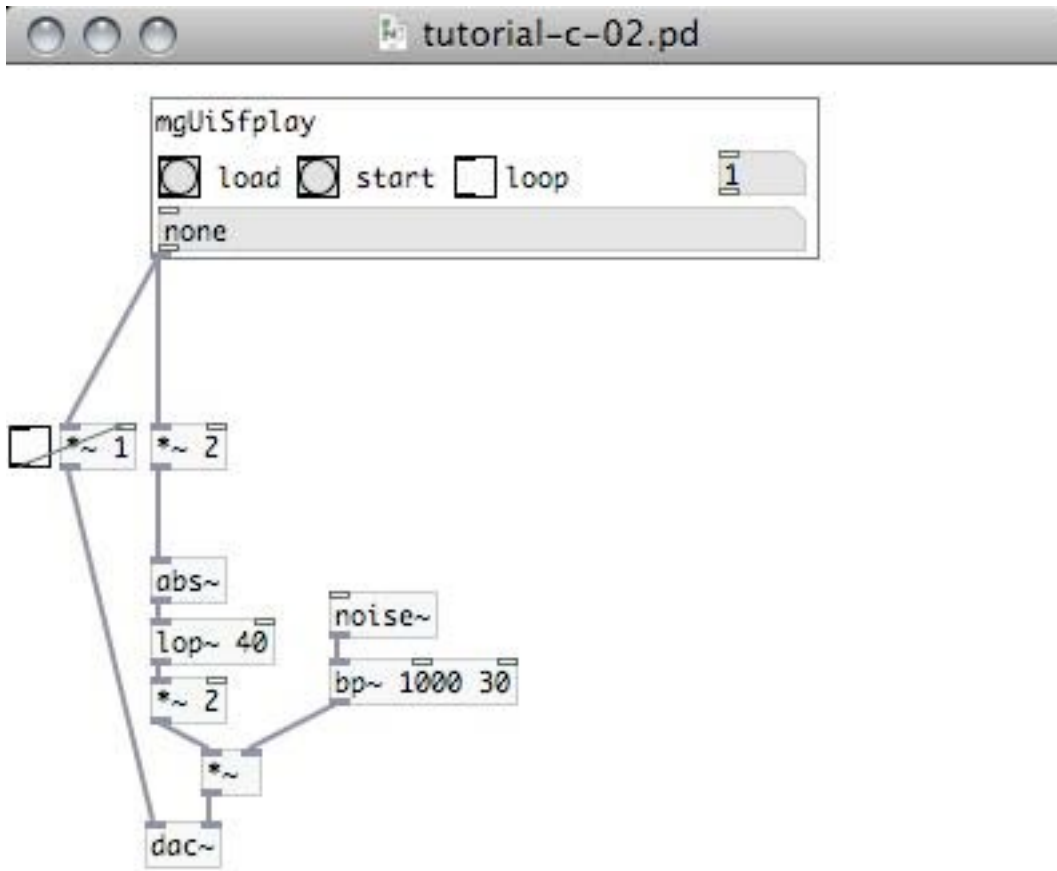 tutorial-c-02.pd
mgUiSfplay
load start loop 1
none
*~ 1 *~ 2
abs~
noise~
lop~ 40
bp~ 1000 30
*~ 2
*~
dac~